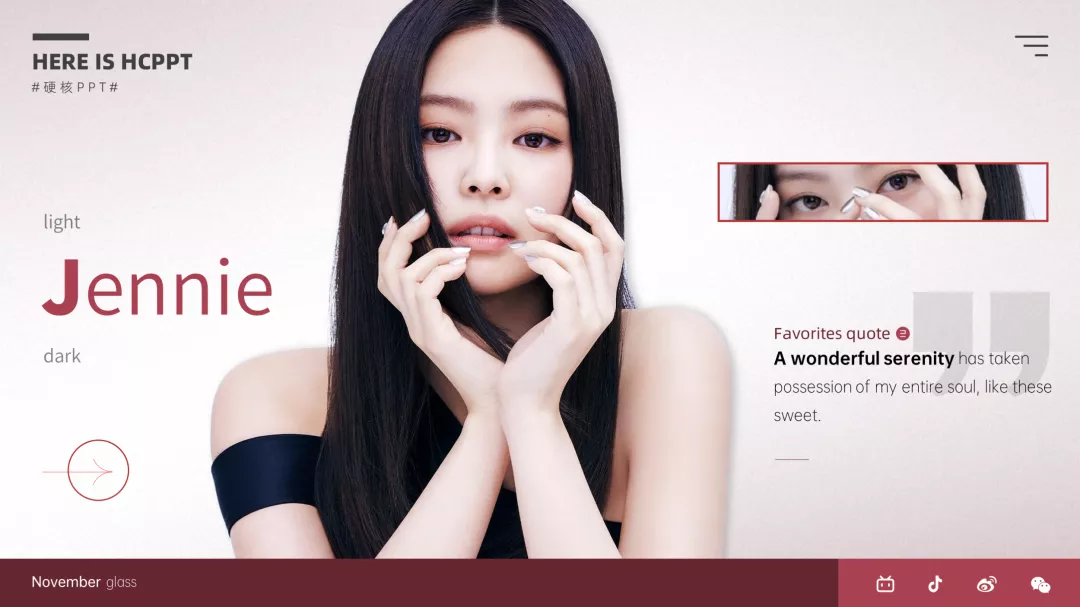 HERE IS HCPPT
#硬核PPT#
light
Jennie
dark
Favorites quote
A wonderful serenity has taken
possession of my entire soul, like these
sweet.
November glass